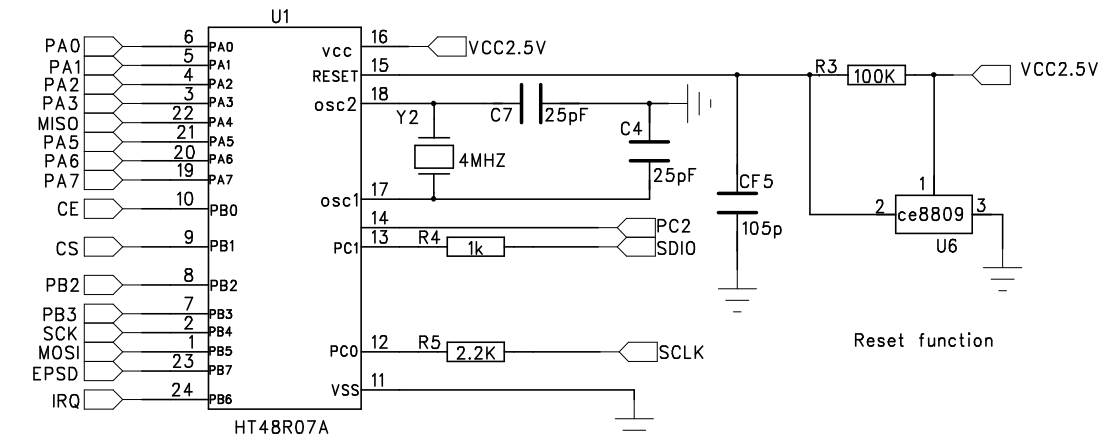 U1
PA0 6 PA0
PA1 5 PA1
PA2 4 PA2
PA3 3 PA3
MISO 22 PA4
PA5 21 PA5
PA6 20 PA6
PA7 19 PA7
CE 10 PB0
CS 9 PB1
PB2 8 PB2
PB3 7 PB3
SCK 2 PB4
MOSI 1 PB5
EPSD 23 PB7
IRQ 24 PB6
HT48R07A
vcc 16 VCC2.5V
RESET 15
osc2 18
Y2
4MHZ
C7 25pF
C4
25pF
osc1 17
14 PC2
PC1 13 R4 1k SDIO
PC0 12 R5 2.2K SCLK
VSS 11
CF5
105p
R3 100K VCC2.5V
1
2 ce8809 3
U6
Reset function